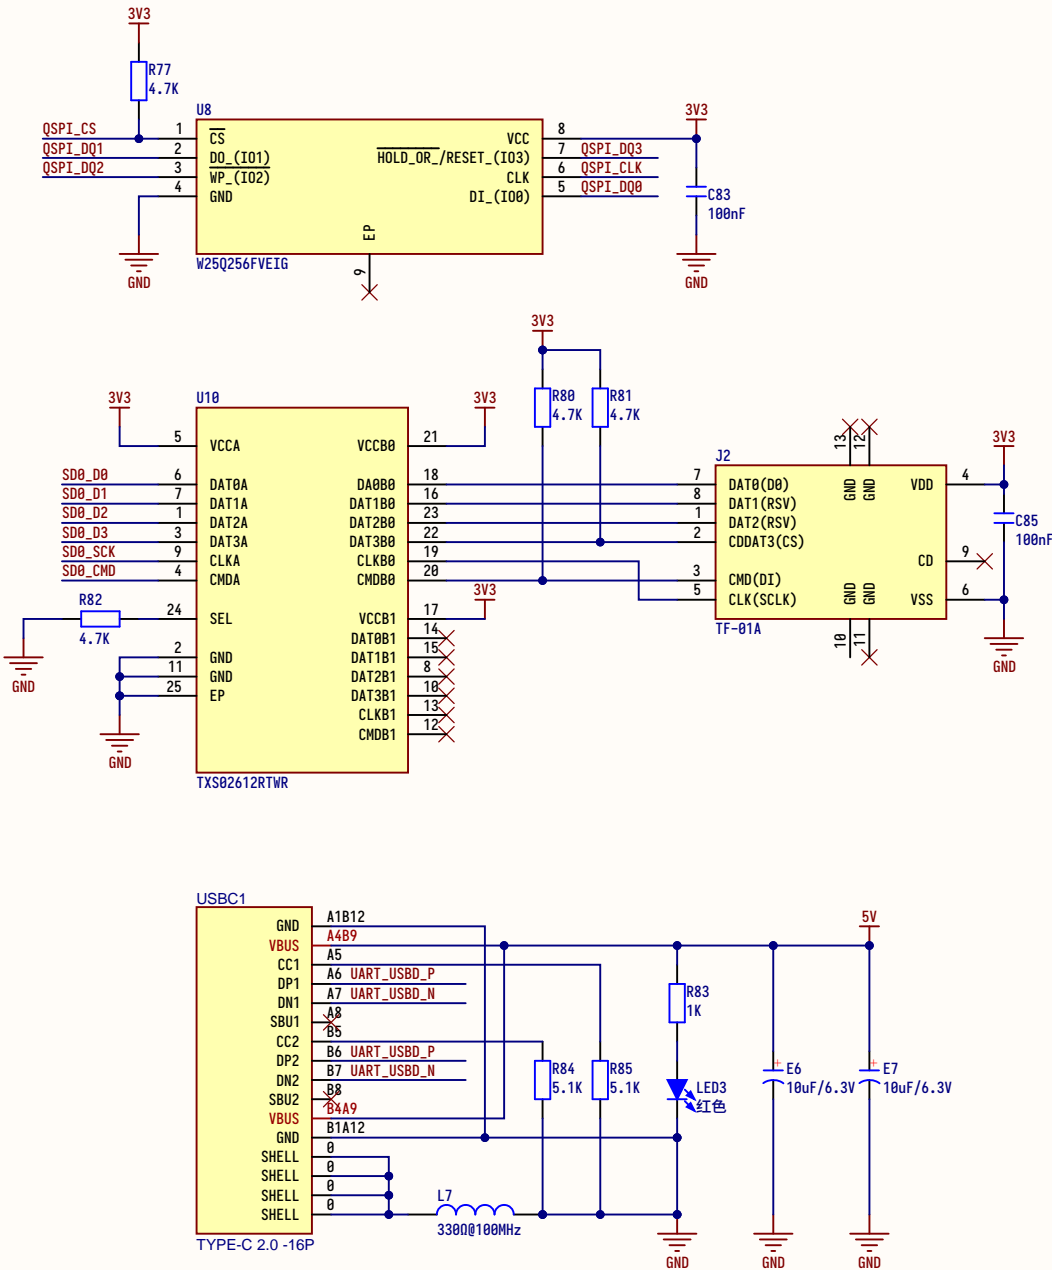 3V3
R77
4.7K
U8
QSPI_CS 1 CS VCC 8 3V3
QSPI_DQ1 2 DO_(IO1) HOLD_OR_/RESET_(IO3) 7 QSPI_DQ3
QSPI_DQ2 3 WP_(IO2) CLK 6 QSPI_CLK
4 GND DI_(IO0) 5 QSPI_DQ0
C83
100nF
EP
9
W25Q256FVEIG
GND
GND
3V3
R80
4.7K
R81
4.7K
3V3
U10
3V3
5 VCCA VCCB0 21
SD0_D0 6 DAT0A DA0B0 18
SD0_D1 7 DAT1A DAT1B0 16
SD0_D2 1 DAT2A DAT2B0 23
SD0_D3 3 DAT3A DAT3B0 22
SD0_SCK 9 CLKA CLKB0 19
SD0_CMD 4 CMDA CMDB0 20
3V3
R82
4.7K
24 SEL VCCB1 17
DAT0B1 14
2 GND DAT1B1 15
11 GND DAT2B1 8
25 EP DAT3B1 10
CLKB1 13
CMDB1 12
GND
GND
TXS02612RTWR
J2
13
12
GND
GND
3V3
7 DAT0(D0) VDD 4
8 DAT1(RSV)
1 DAT2(RSV)
2 CDDAT3(CS)
CD 9
3 CMD(DI)
5 CLK(SCLK) VSS 6
GND
GND
10
11
TF-01A
C85
100nF
GND
USBC1
GND A1B12
VBUS A4B9
CC1 A5
DP1 A6 UART_USBD_P
DN1 A7 UART_USBD_N
SBU1 A8
CC2 B5
DP2 B6 UART_USBD_P
DN2 B7 UART_USBD_N
SBU2 B8
VBUS B4A9
GND B1A12
SHELL 0
SHELL 0
SHELL 0
SHELL 0
TYPE-C 2.0 -16P
L7
330Ω@100MHz
R84
5.1K
R85
5.1K
R83
1K
LED3
红色
5V
E6
10uF/6.3V
E7
10uF/6.3V
GND
GND
GND